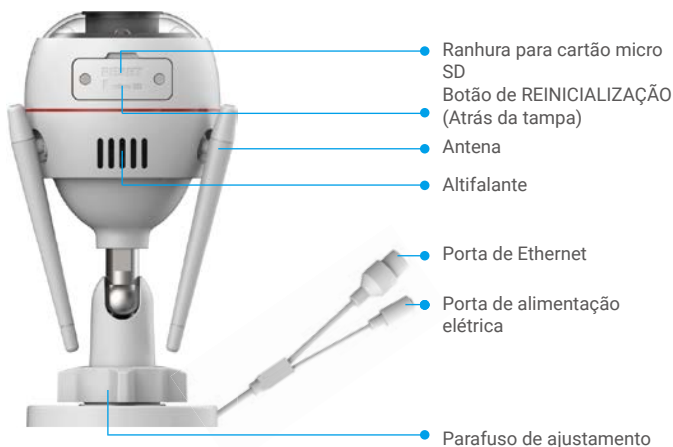 Ranhura para cartão micro
SD
Botão de REINICIALIZAÇÃO
(Atrás da tampa)
Antena
Altifalante
Porta de Ethernet
Porta de alimentação
elétrica
Parafuso de ajustamento